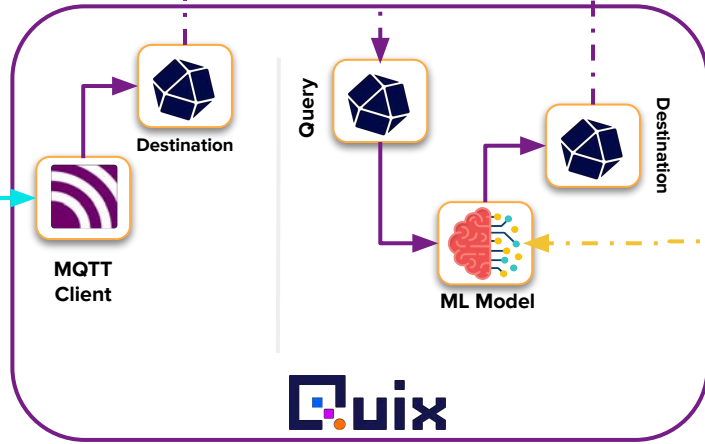 Destination
MQTT
Client
Query
Destination
ML Model
Quix